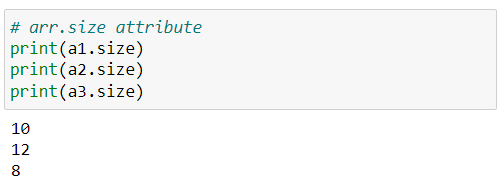 # arr.size attribute
print(a1.size)
print(a2.size)
print(a3.size)
10
12
8